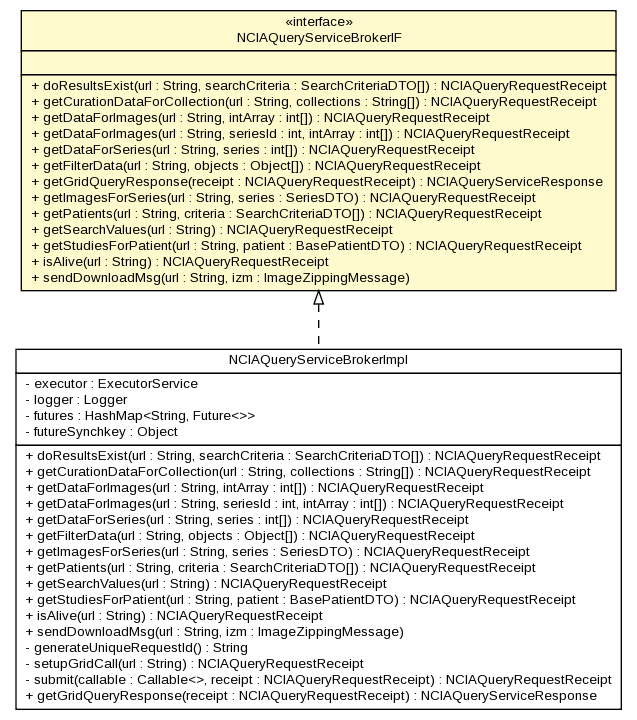 «interface»
NCIAQueryServiceBrokerIF
+ doResultsExist(url : String, searchCriteria : SearchCriteriaDTO[]) : NCIAQueryRequestReceipt
+ getCurationDataForCollection(url : String, collections : String[]) : NCIAQueryRequestReceipt
+ getDataForImages(url : String, intArray : int[]) : NCIAQueryRequestReceipt
+ getDataForImages(url : String, seriesId : int, intArray : int[]) : NCIAQueryRequestReceipt
+ getDataForSeries(url : String, series : int[]) : NCIAQueryRequestReceipt
+ getFilterData(url : String, objects : Object[]) : NCIAQueryRequestReceipt
+ getGridQueryResponse(receipt : NCIAQueryRequestReceipt) : NCIAQueryServiceResponse
+ getImagesForSeries(url : String, series : SeriesDTO) : NCIAQueryRequestReceipt
+ getPatients(url : String, criteria : SearchCriteriaDTO[]) : NCIAQueryRequestReceipt
+ getSearchValues(url : String) : NCIAQueryRequestReceipt
+ getStudiesForPatient(url : String, patient : BasePatientDTO) : NCIAQueryRequestReceipt
+ isAlive(url : String) : NCIAQueryRequestReceipt
+ sendDownloadMsg(url : String, izm : ImageZippingMessage)
NCIAQueryServiceBrokerImpl
- executor : ExecutorService
- logger : Logger
- futures : HashMap<String, Future<>>
- futureSynchkey : Object
+ doResultsExist(url : String, searchCriteria : SearchCriteriaDTO[]) : NCIAQueryRequestReceipt
+ getCurationDataForCollection(url : String, collections : String[]) : NCIAQueryRequestReceipt
+ getDataForImages(url : String, intArray : int[]) : NCIAQueryRequestReceipt
+ getDataForImages(url : String, seriesId : int, intArray : int[]) : NCIAQueryRequestReceipt
+ getDataForSeries(url : String, series : int[]) : NCIAQueryRequestReceipt
+ getFilterData(url : String, objects : Object[]) : NCIAQueryRequestReceipt
+ getImagesForSeries(url : String, series : SeriesDTO) : NCIAQueryRequestReceipt
+ getPatients(url : String, criteria : SearchCriteriaDTO[]) : NCIAQueryRequestReceipt
+ getSearchValues(url : String) : NCIAQueryRequestReceipt
+ getStudiesForPatient(url : String, patient : BasePatientDTO) : NCIAQueryRequestReceipt
+ isAlive(url : String) : NCIAQueryRequestReceipt
+ sendDownloadMsg(url : String, izm : ImageZippingMessage)
- generateUniqueRequestId() : String
- setupGridCall(url : String) : NCIAQueryRequestReceipt
- submit(callable : Callable<>, receipt : NCIAQueryRequestReceipt) : NCIAQueryRequestReceipt
+ getGridQueryResponse(receipt : NCIAQueryRequestReceipt) : NCIAQueryServiceResponse